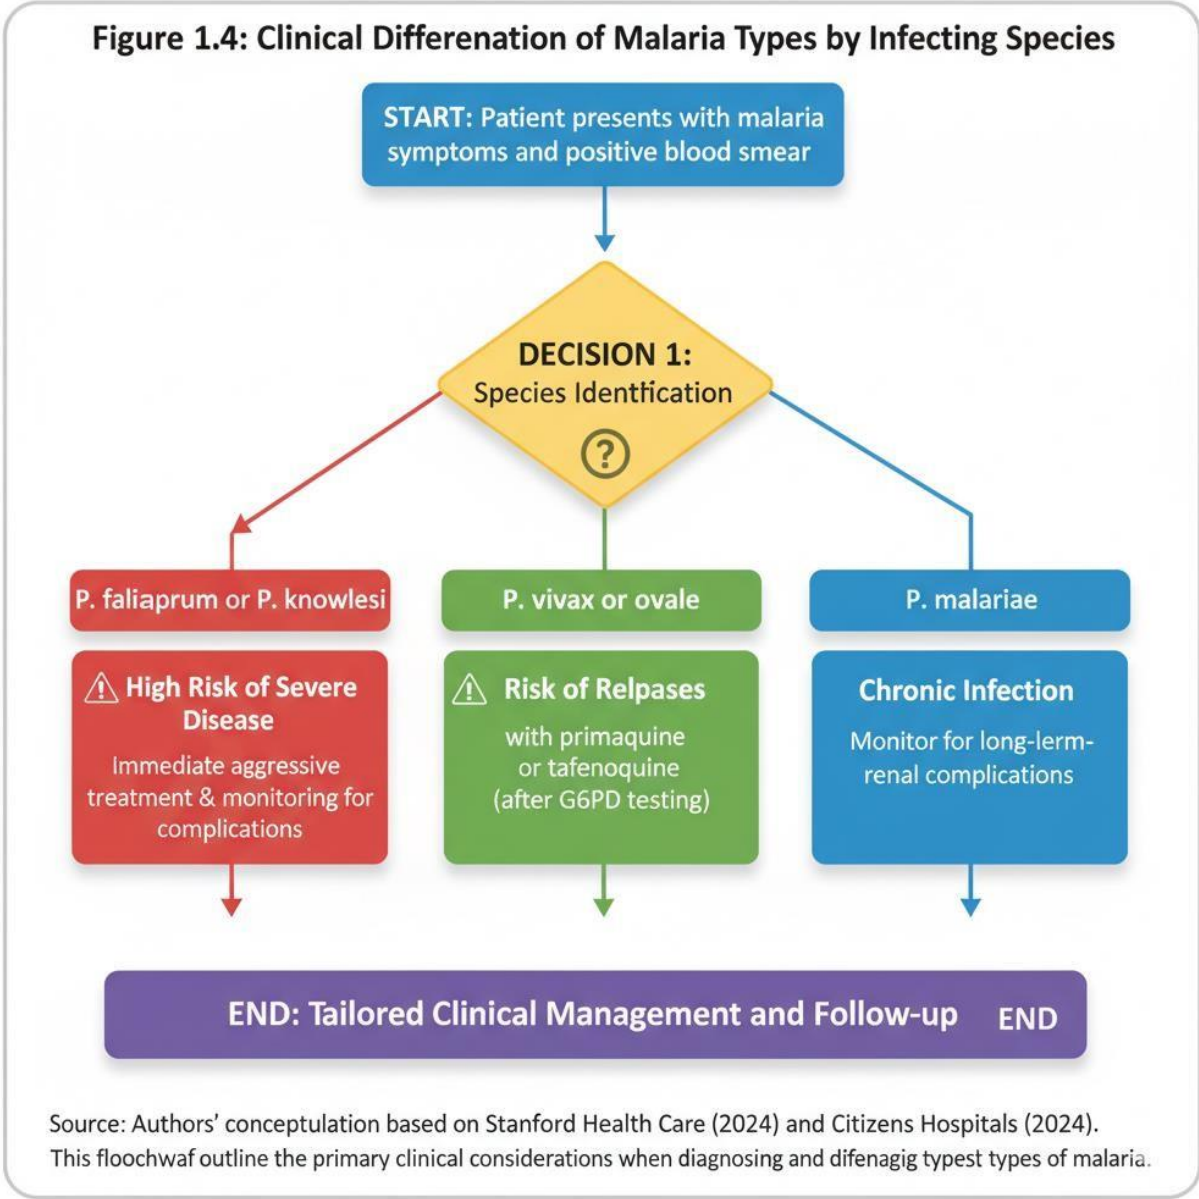 Figure 1.4: Clinical Differenation of Malaria Types by Infecting Species
START: Patient presents with malaria
symptoms and positive blood smear
DECISION 1:
Species Identfication
?
P. faliaprum or P. knowlesi
P. vivax or ovale
P. malariae
High Risk of Severe
Disease
Immediate aggressive
treatment & monitoring for
complications
Risk of Relpases
with primaquine
or tafenoquine
(after G6PD testing)
Chronic Infection
Monitor for long-lerm-
renal complications
END: Tailored Clinical Management and Follow-up END
Source: Authors’ conceptulation based on Stanford Health Care (2024) and Citizens Hospitals (2024).
This floochwaf outline the primary clinical considerations when diagnosing and difenagig typest types of malaria.